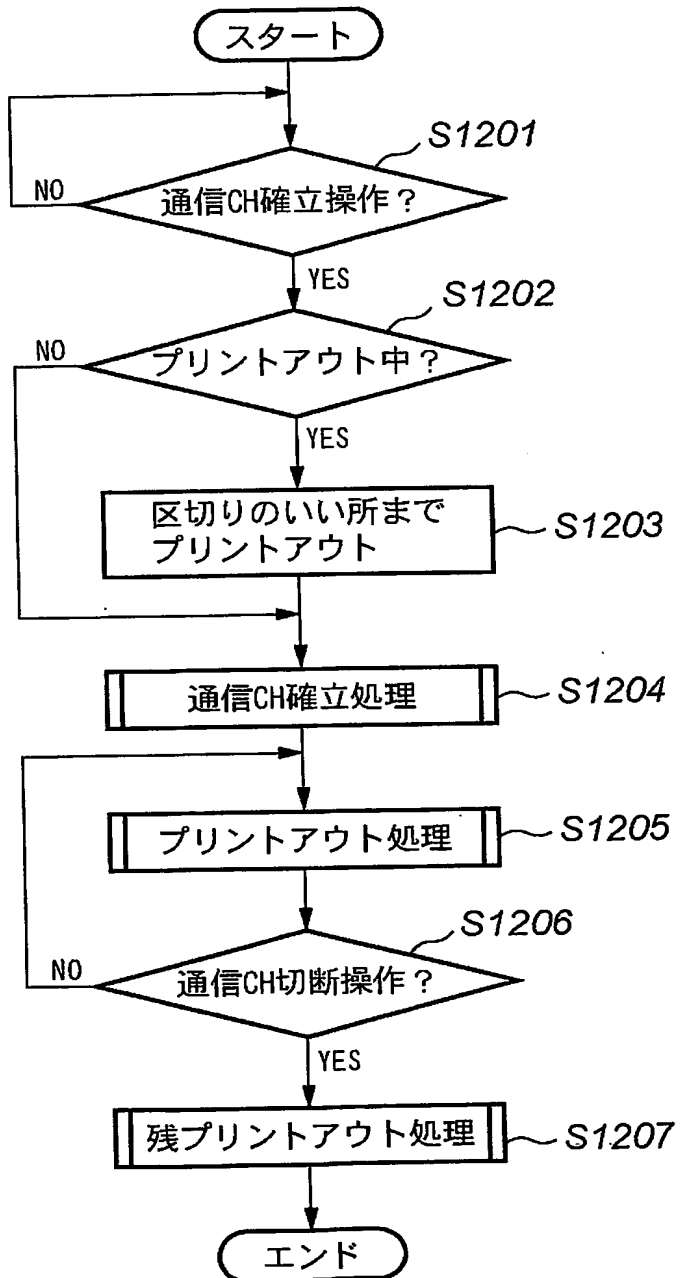 スタート
S1201
NO
通信CH確立操作?
YES
S1202
NO
プリントアウト中?
YES
区切りのいい所まで
プリントアウト
S1203
通信CH確立処理
S1204
プリントアウト処理
S1205
S1206
NO
通信CH切断操作?
YES
残プリントアウト処理
S1207
エンド